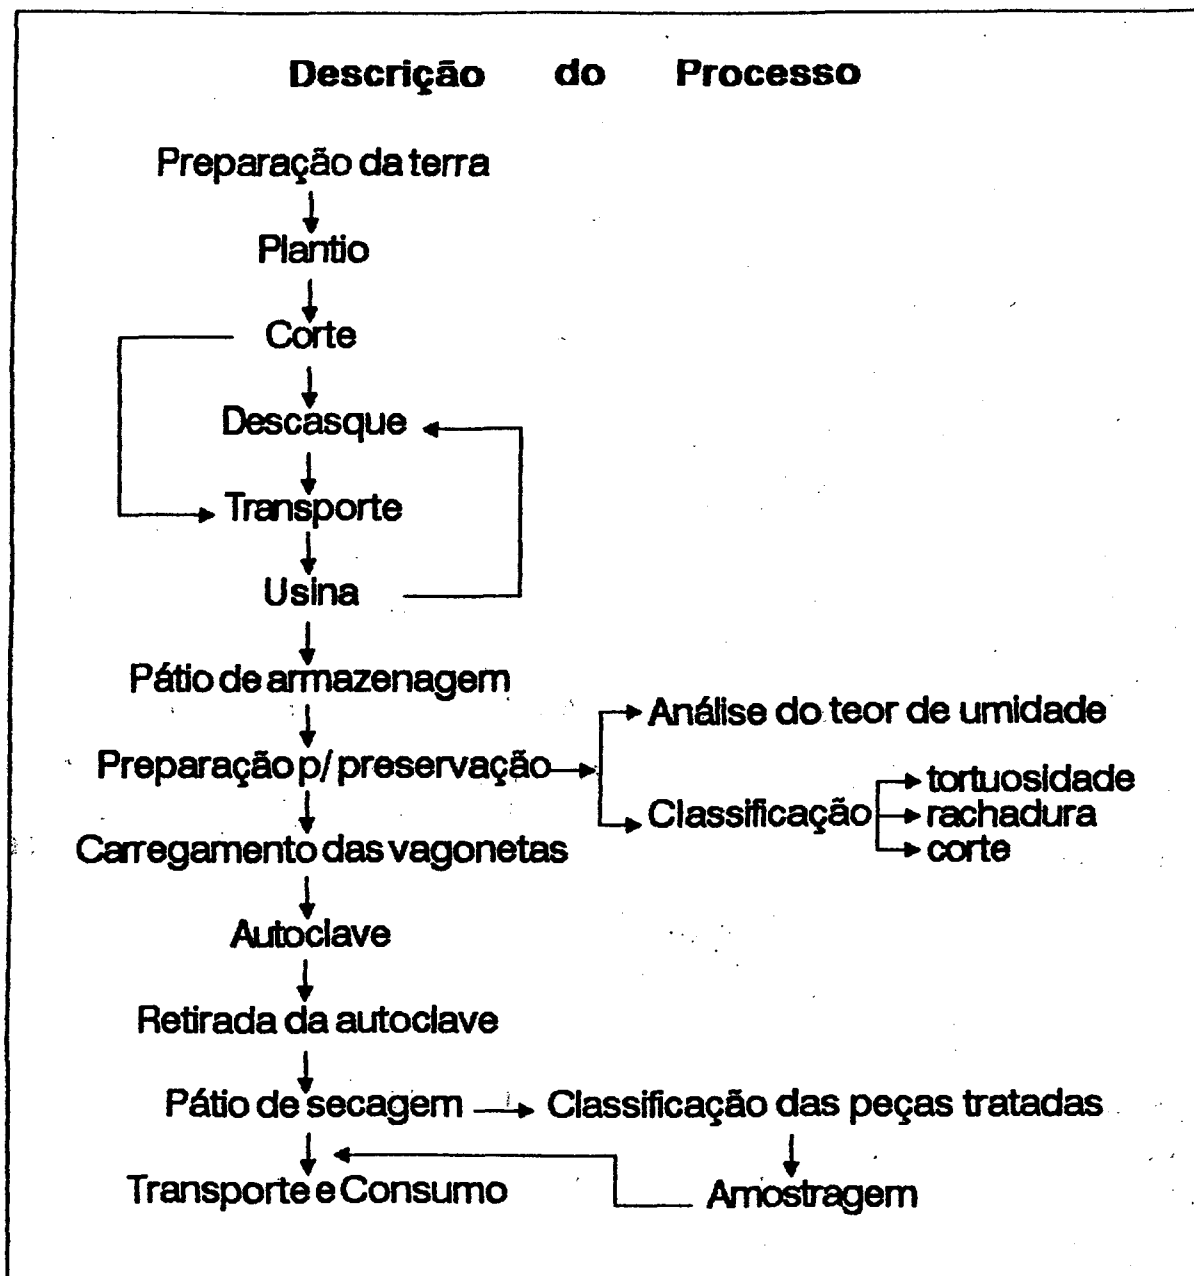 Descrição do Processo
Preparação da terra
Plantio
Corte
Descasque
Transporte
Usina
Pátio de armazenagem
Análise do teor de umidade
Preparação p/ preservação
tortuosidade
Classificação
rachadura
corte
Carregamento das vagonetas
Autoclave
Retirada da autoclave
Pátio de secagem
Classificação das peças tratadas
Transporte e Consumo
Amostragem